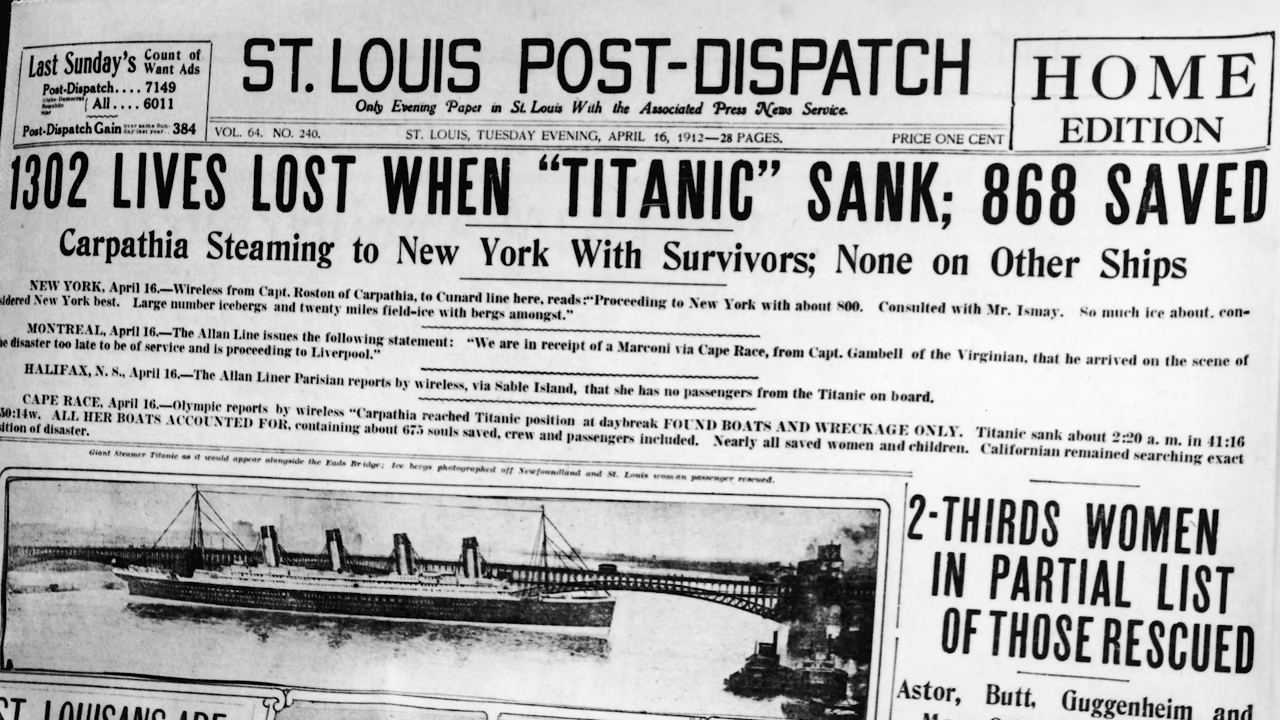 Last Sunday's Count of Want Ads
Post-Dispatch.... 7149
Globe-Democrat Republic Star { All .... 6011
Post-Dispatch Gain over same Sunday last year.. 384
ST. LOUIS POST-DISPATCH
Only Evening Paper in St. Louis With the Associated Press News Service.
HOME
EDITION
VOL. 64. NO. 240.
ST. LOUIS, TUESDAY EVENING, APRIL 16, 1912—28 PAGES.
PRICE ONE CENT
1302 LIVES LOST WHEN "TITANIC" SANK; 868 SAVED
Carpathia Steaming to New York With Survivors; None on Other Ships
NEW YORK, April 16.—Wireless from Capt. Roston of Carpathia, to Cunard line here, reads:"Proceeding to New York with about 800. Consulted with Mr. Ismay. So much ice about, con-
sidered New York best. Large number icebergs and twenty miles field-ice with bergs amongst."
MONTREAL, April 16.—The Allan Line issues the following statement: "We are in receipt of a Marconi via Cape Race, from Capt. Gambell of the Virginian, that he arrived on the scene of
he disaster too late to be of service and is proceeding to Liverpool."
HALIFAX, N. S., April 16.—The Allan Liner Parisian reports by wireless, via Sable Island, that she has no passengers from the Titanic on board.
CAPE RACE, April 16.—Olympic reports by wireless "Carpathia reached Titanic position at daybreak FOUND BOATS AND WRECKAGE ONLY. Titanic sank about 2:20 a. m. in 41:16
50:14w. ALL HER BOATS ACCOUNTED FOR, containing about 675 souls saved, crew and passengers included. Nearly all saved women and children. Californian remained searching exact
sition of disaster.
Giant Steamer Titanic as it would appear alongside the Eads Bridge; Ice bergs photographed off Newfoundland and St. Louis woman passenger rescued.
2-THIRDS WOMEN
IN PARTIAL LIST
OF THOSE RESCUED
Astor, Butt, Guggenheim and
ST. LOUISANS ARE